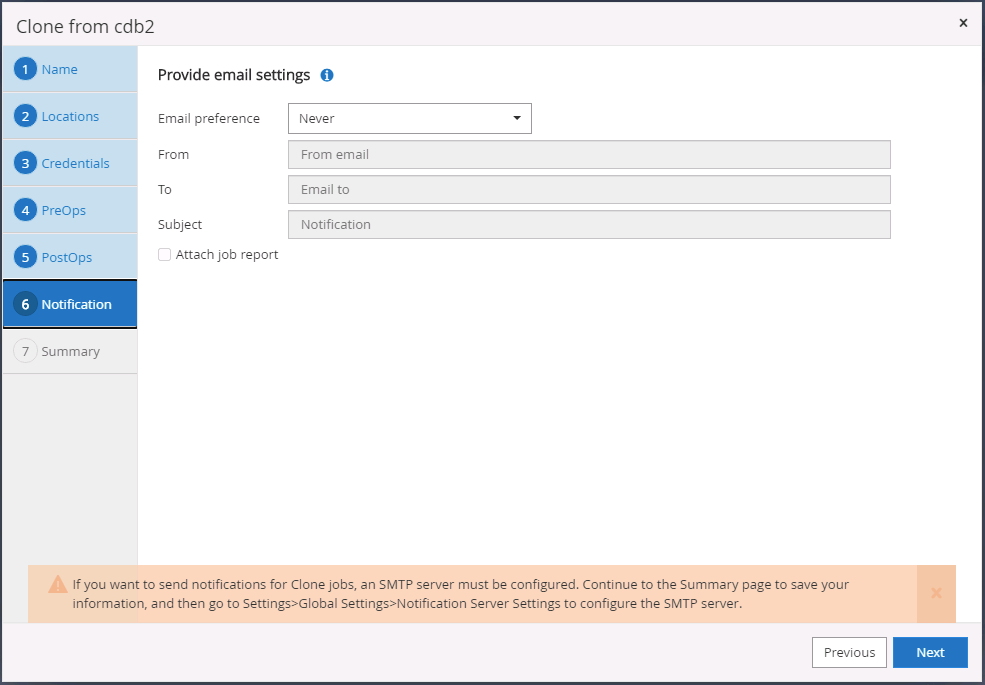 Clone from cdb2
×
1 Name
2 Locations
3 Credentials
4 PreOps
5 PostOps
6 Notification
7 Summary
Provide email settings i
Email preference Never
From From email
To Email to
Subject Notification
Attach job report
If you want to send notifications for Clone jobs, an SMTP server must be configured. Continue to the Summary page to save your
information, and then go to Settings>Global Settings>Notification Server Settings to configure the SMTP server.
×
Previous Next